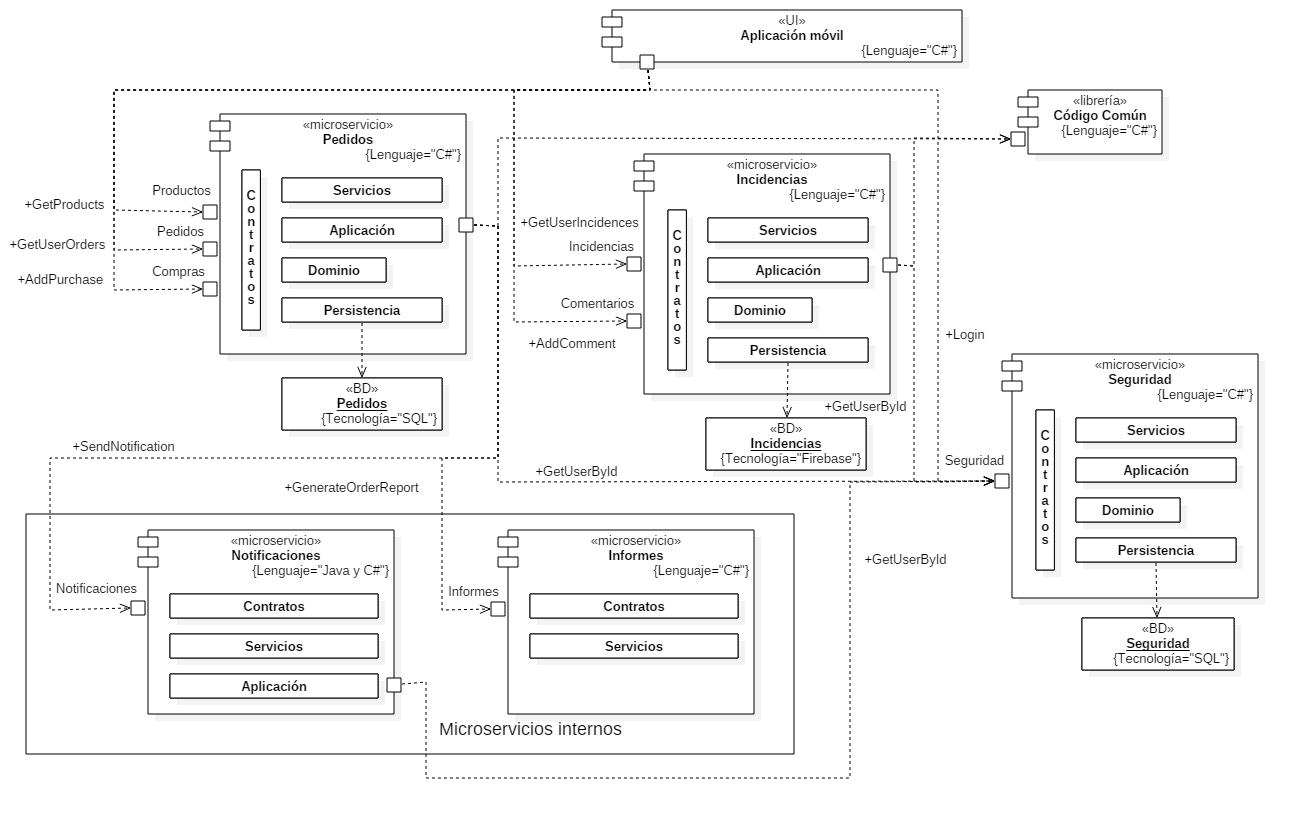 «UI»
Aplicación móvil
{Lenguaje="C#"}
«librería»
Código Común
{Lenguaje="C#"}
«microservicio»
Pedidos
{Lenguaje="C#"}
Contratos
Servicios
Aplicación
Dominio
Persistencia
Productos
+GetProducts
Pedidos
+GetUserOrders
Compras
+AddPurchase
«BD»
Pedidos
{Tecnología="SQL"}
«microservicio»
Incidencias
{Lenguaje="C#"}
Contratos
Servicios
Aplicación
Dominio
Persistencia
+GetUserIncidences
Incidencias
Comentarios
+AddComment
«BD»
Incidencias
{Tecnología="Firebase"}
+GetUserById
+Login
«microservicio»
Seguridad
{Lenguaje="C#"}
Contratos
Servicios
Aplicación
Dominio
Persistencia
Seguridad
«BD»
Seguridad
{Tecnología="SQL"}
+SendNotification
+GenerateOrderReport
+GetUserById
+GetUserById
«microservicio»
Notificaciones
{Lenguaje="Java y C#"}
Notificaciones
Contratos
Servicios
Aplicación
«microservicio»
Informes
{Lenguaje="C#"}
Informes
Contratos
Servicios
Microservicios internos